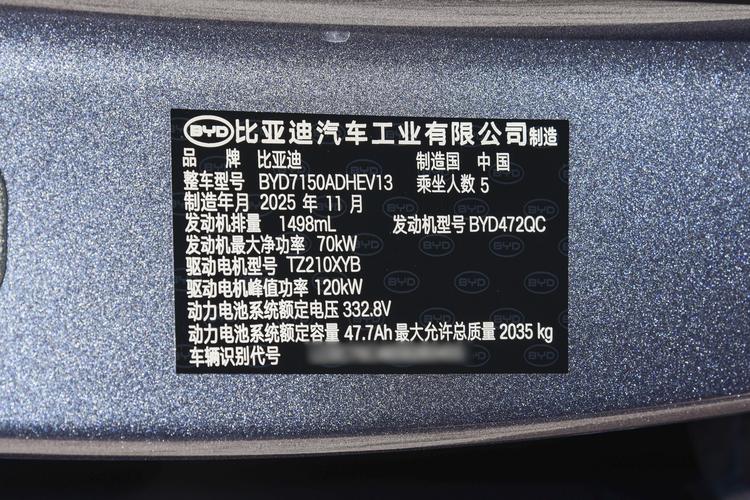 BYD 比亚迪汽车工业有限公司制造
品 牌 比亚迪 制造国 中国
整车型号 BYD7150ADHEV13 乘坐人数 5
制造年月 2025 年 11 月
发动机排量 1498mL 发动机型号 BYD472QC
发动机最大净功率 70kW
驱动电机型号 TZ210XYB
驱动电机峰值功率 120kW
动力电池系统额定电压 332.8V
动力电池系统额定容量 47.7Ah 最大允许总质量 2035 kg
车辆识别代号